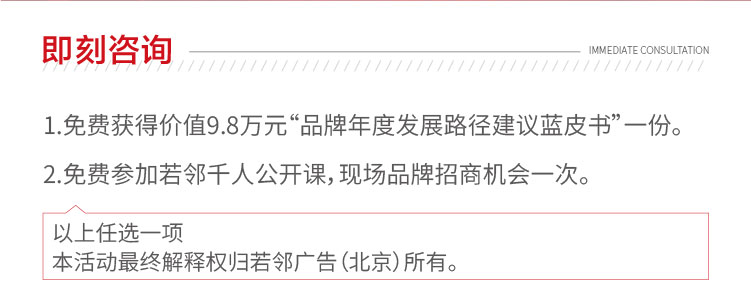 即刻咨询
IMMEDIATE CONSULTATION
1.免费获得价值9.8万元“品牌年度发展路径建议蓝皮书”一份。
2.免费参加若邻千人公开课，现场品牌招商机会一次。
以上任选一项
本活动最终解释权归若邻广告（北京）所有。